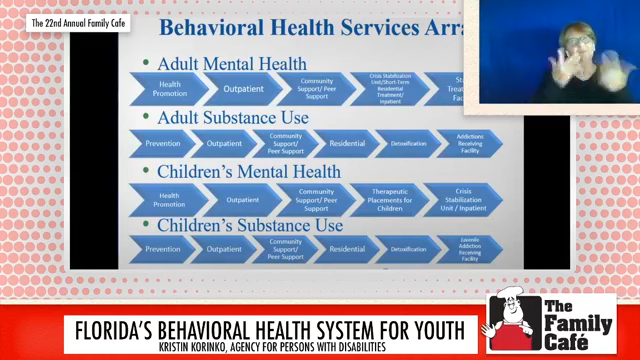 The 22nd Annual Family Cafe
Behavioral Health Services
• Adult Mental Health
Health Promotion
Outpatient
Community Support/ Peer Support
Crisis Stabilization Unit/Short-Term Residential Treatment/ Inpatient
• Adult Substance Use
Prevention
Outpatient
Community Support/ Peer Support
Residential
Detoxification
Addictions Receiving Facility
• Children's Mental Health
Health Promotion
Outpatient
Community Support/ Peer Support
Therapeutic Placements for Children
Crisis Stabilization Unit / Inpatient
• Children's Substance Use
Prevention
Outpatient
Community Support/ Peer Support
Residential
Detoxification
Juvenile Addiction Receiving Facility
FLORIDA'S BEHAVIORAL HEALTH SYSTEM FOR YOUTH
KRISTIN KORINKO, AGENCY FOR PERSONS WITH DISABILITIES
The
Family
Café